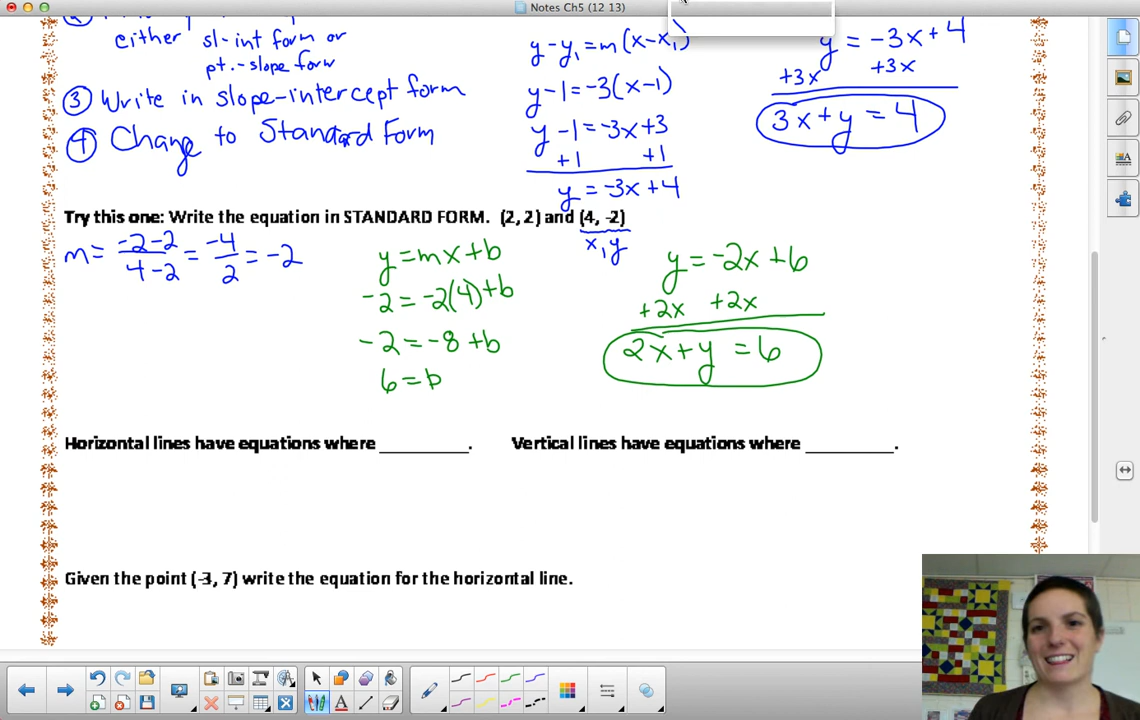 Notes Ch5 (12 13)
either sl-int form or
pt.-slope form
③ Write in slope-intercept form
④ Change to Standard Form
y-y₁=m(x-x₁)
y-1=-3(x-1)
y-1=-3x+3
+1 +1
y=-3x+4
y=-3x+4
+3x +3x
3x+y=4
Try this one: Write the equation in STANDARD FORM. (2, 2) and (4, -2)
x, y
m= -2-2/4-2 = -4/2 = -2
y=mx+b
-2=-2(4)+b
-2=-8+b
6=b
y=-2x+6
+2x +2x
2x+y=6
Horizontal lines have equations where _________. Vertical lines have equations where _________.
Given the point (-3, 7) write the equation for the horizontal line.